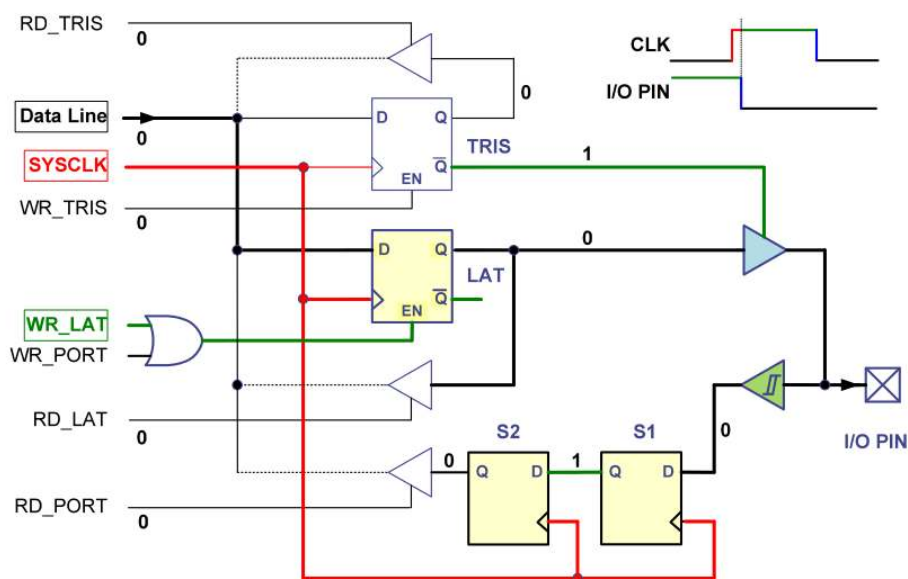 RD_TRIS
0
CLK
I/O PIN
0
Data Line
0
D
Q
TRIS
SYSCLK
Q
1
EN
WR_TRIS
0
D
Q
0
LAT
Q
EN
WR_LAT
WR_PORT
RD_LAT
0
S2
S1
0
I/O PIN
0
Q
D
1
Q
D
RD_PORT
0